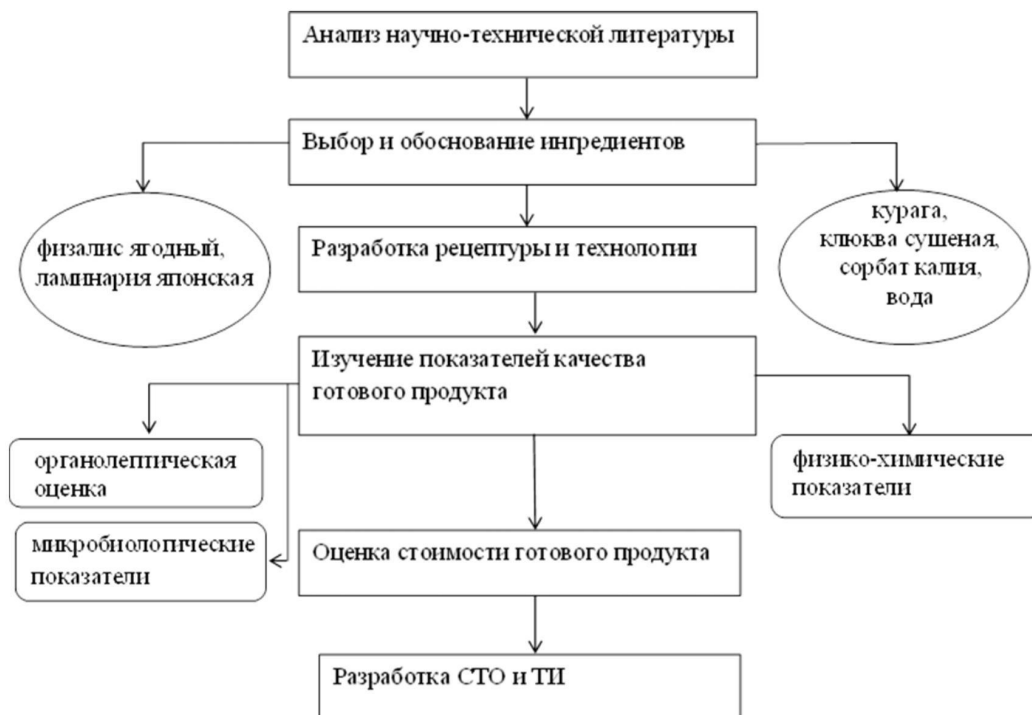 Анализ научно-технической литературы
Выбор и обоснование ингредиентов
физалис ягодный,
ламинария японская
курага,
клюква сушеная,
сорбат калия,
вода
Разработка рецептуры и технологии
Изучение показателей качества
готового продукта
органолептическая
оценка
физико-химические
показатели
микробиологические
показатели
Оценка стоимости готового продукта
Разработка СТО и ТИ